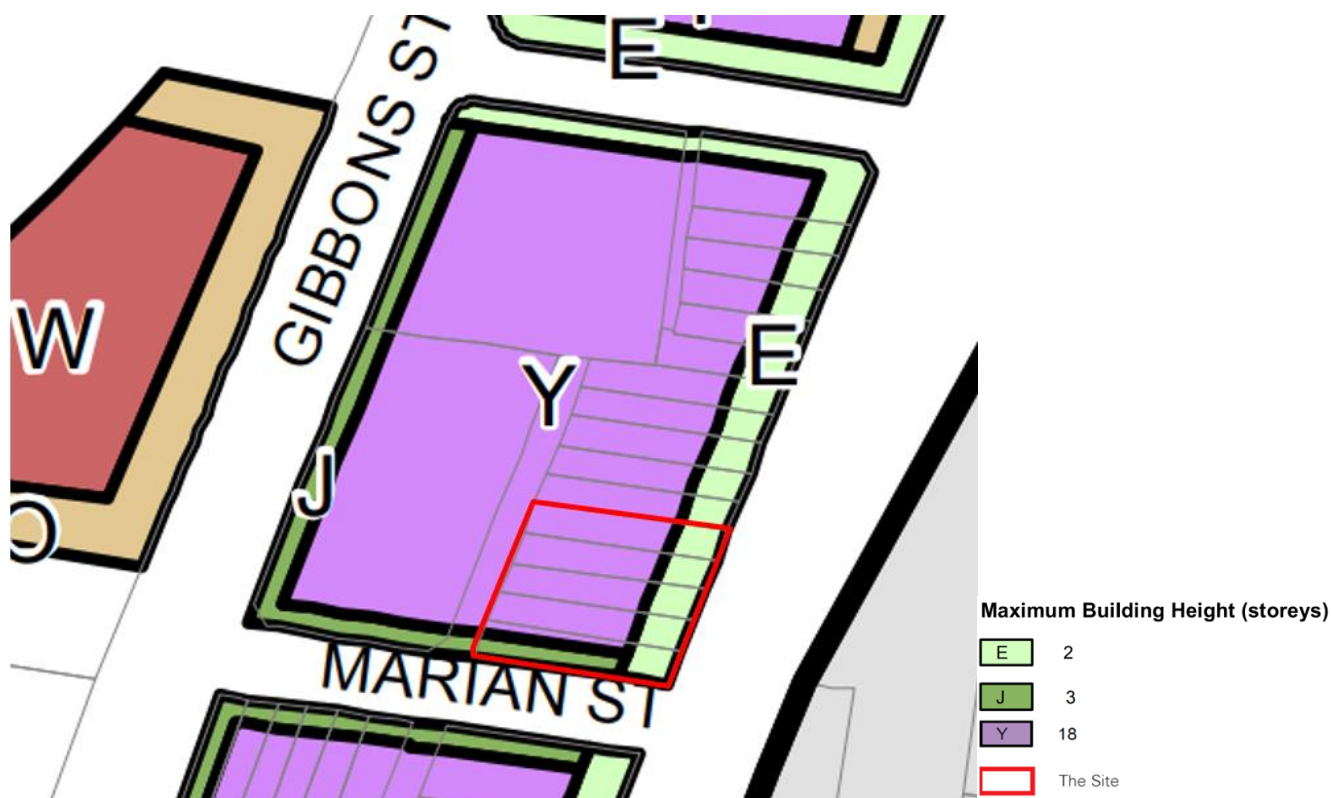 E
GIBBONS ST
W
Y
E
J
O
MARIAN ST
Maximum Building Height (storeys)
E 2
J 3
Y 18
The Site